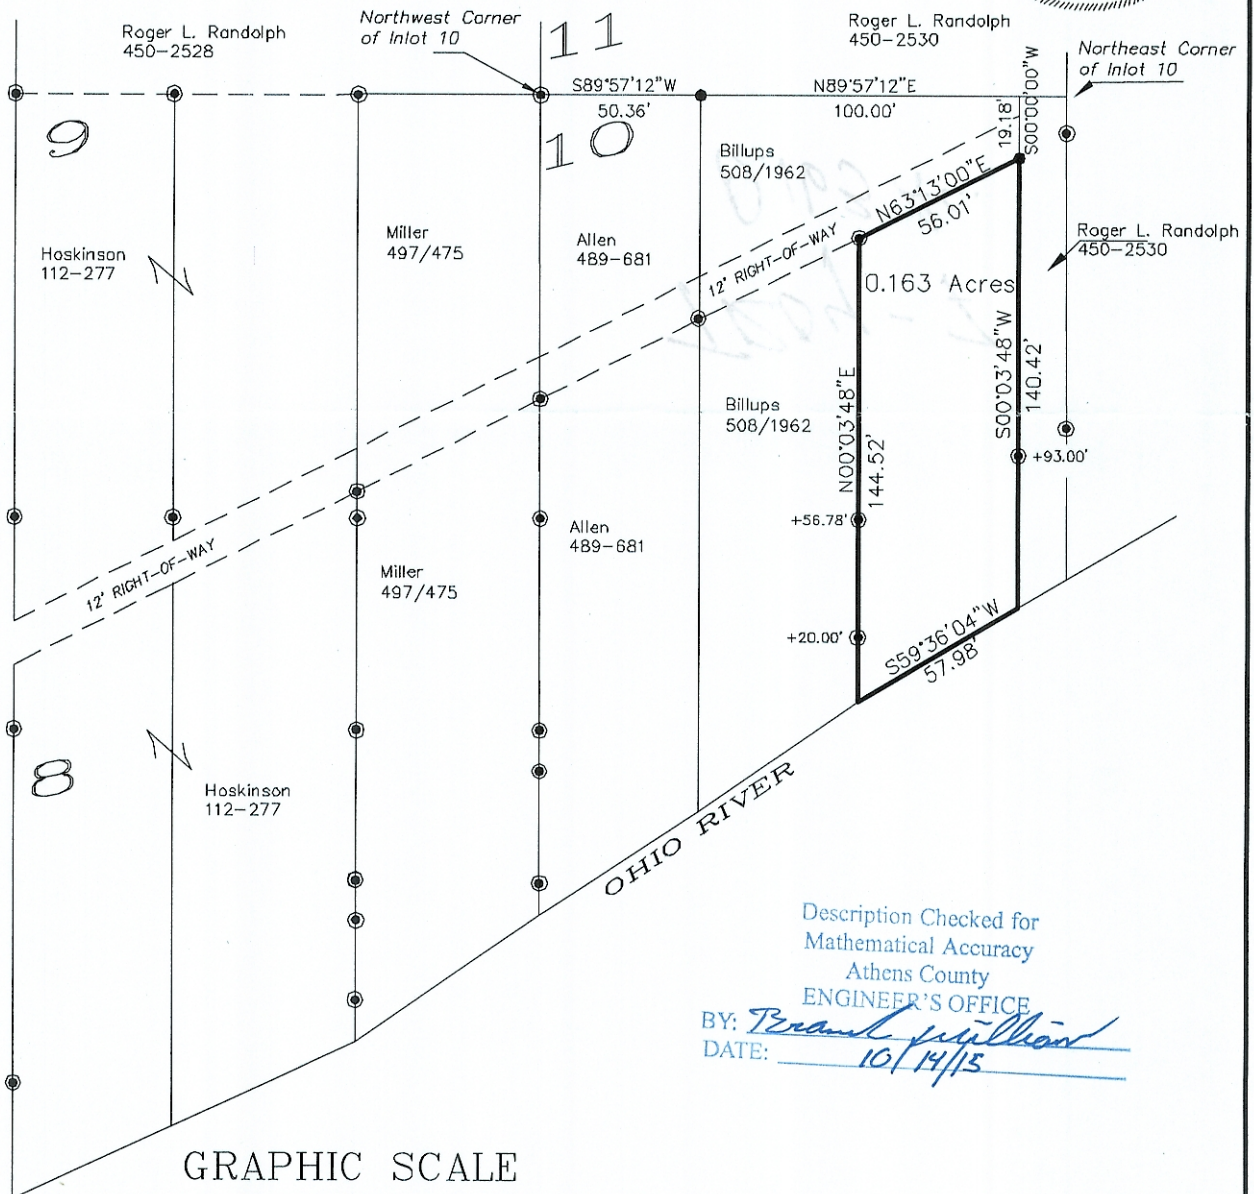 Roger L. Randolph
450-2528
Northwest Corner
of Inlot 10
11
Roger L. Randolph
450-2530
Northeast Corner
of Inlot 10
S89°57'12"W
50.36'
N89°57'12"E
100.00'
19.18'
S00°00'00"W
9
10
Billups
508/1962
N63°13'00"E
56.01'
Hoskinson
112-277
Miller
497/475
Allen
489-681
12' RIGHT-OF-WAY
Roger L. Randolph
450-2530
0.163 Acres
N00°03'48"E
144.52'
S00°03'48"W
140.42'
Billups
508/1962
+93.00'
+56.78'
Allen
489-681
12' RIGHT-OF-WAY
Miller
497/475
+20.00'
S59°36'04"W
57.98'
8
Hoskinson
112-277
OHIO RIVER
Description Checked for
Mathematical Accuracy
Athens County
ENGINEER'S OFFICE
BY:
DATE: 10/14/15
GRAPHIC SCALE